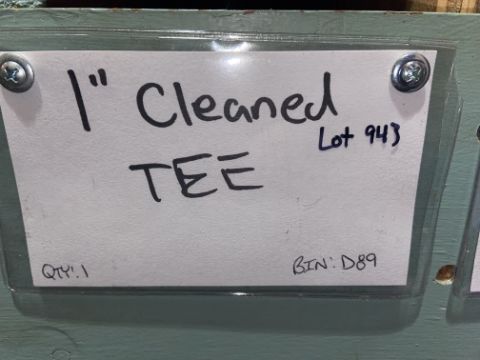 1" Cleaned
Lot 943
TEE
QTY: 1
BIN: D89